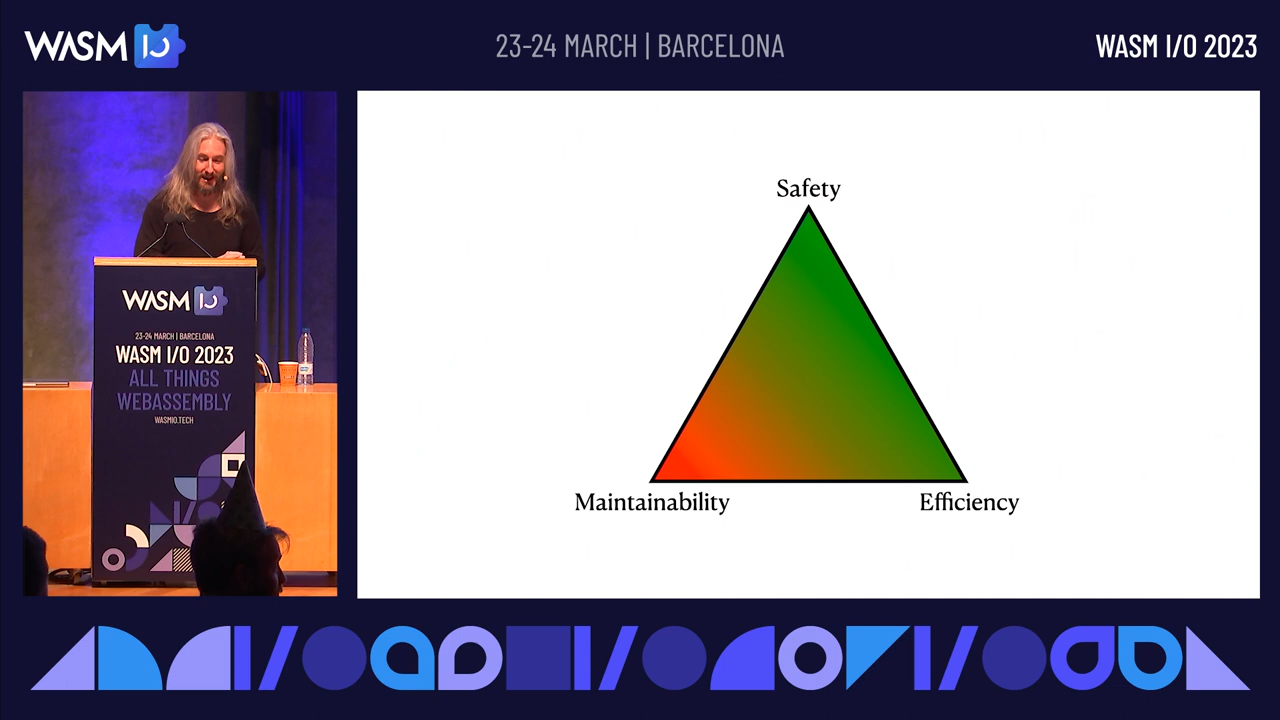 WASM I/O
23-24 MARCH | BARCELONA
WASM I/O 2023
WASM I/O
23-24 MARCH | BARCELONA
WASM I/O 2023
ALL THINGS
WEBASSEMBLY
WASMIO.TECH
Safety
Maintainability
Efficiency